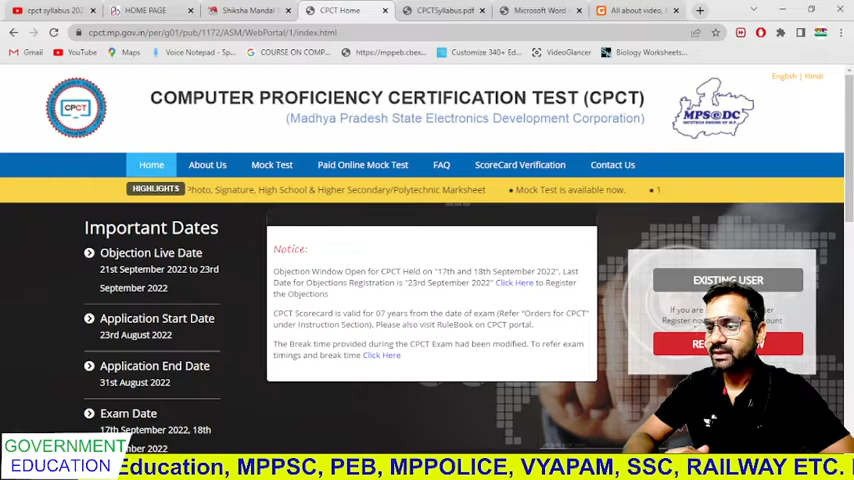 cpct syllabus 202
HOME PAGE
Shiksha Mandal
CPCT Home
CPCTSyllabus.pdf
Microsoft Word -
All about video, l
cpct.mp.gov.in/per/g01/pub/1172/ASM/WebPortal/1/index.html
Gmail
YouTube
Maps
Voice Notepad - Sp...
COURSE ON COMP...
https://mppeb.cbex...
Customize 340+ El...
VideoGlancer
Biology Worksheets...
English | Hindi
CPCT
COMPUTER PROFICIENCY CERTIFICATION TEST (CPCT)
(Madhya Pradesh State Electronics Development Corporation)
Home
About Us
Mock Test
Paid Online Mock Test
FAQ
ScoreCard Verification
Contact Us
HIGHLIGHTS
Photo, Signature, High School & Higher Secondary/Polytechnic Marksheet
● Mock Test is available now.
● 1
Important Dates
Objection Live Date
21st September 2022 to 23rd
September 2022
Application Start Date
23rd August 2022
Application End Date
31st August 2022
Exam Date
17th September 2022, 18th
2022
Notice:
Objection Window Open for CPCT Held on "17th and 18th September 2022". Last
Date for Objections Registration is "23rd September 2022" Click Here to Register
the Objections
CPCT Scorecard is valid for 07 years from the date of exam (Refer "Orders for CPCT"
under Instruction Section). Please also visit RuleBook on CPCT portal.
The Break time provided during the CPCT Exam had been modified. To refer exam
timings and break time Click Here
EXISTING USER
If you are
Register
GOVERNMENT
EDUCATION
Education, MPPSC, PEB, MPPOLICE, VYAPAM, SSC, RAILWAY ETC.